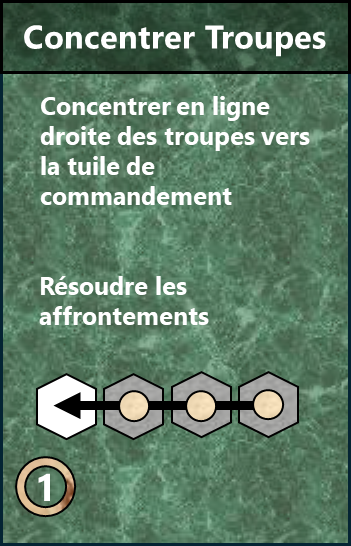 Concentrer Troupes
Concentrer en ligne
droite des troupes vers
la tuile de
commandement
Résoudre les
affrontements
1